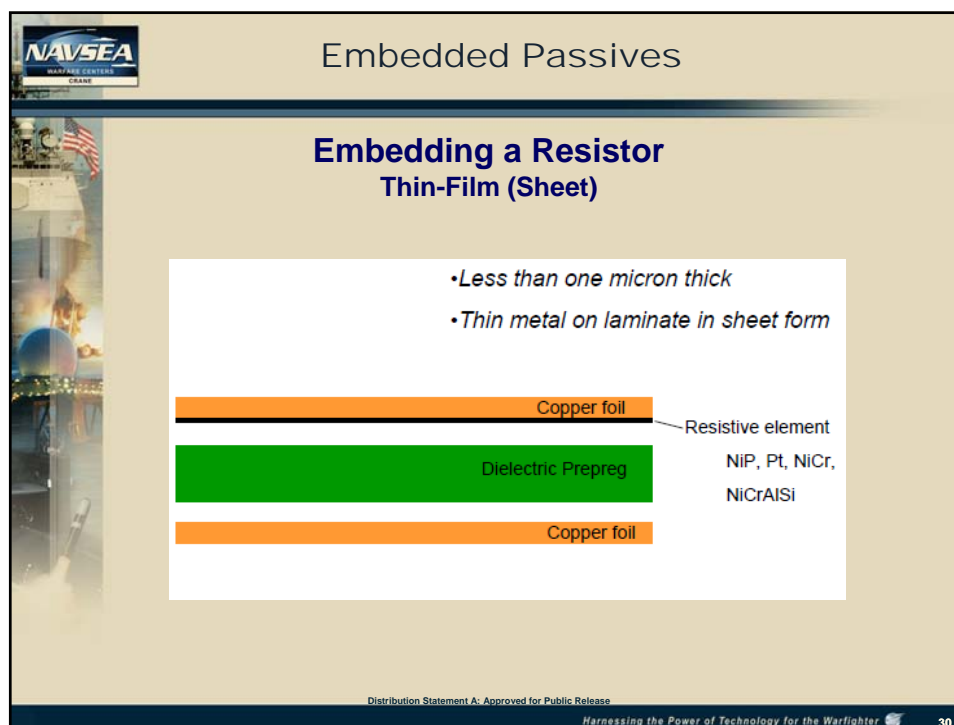 NAVSEA
WARFARE CENTERS
CRANE
Embedded Passives
Embedding a Resistor
Thin-Film (Sheet)
•Less than one micron thick
•Thin metal on laminate in sheet form
Copper foil
Resistive element
Dielectric Prepreg
NiP, Pt, NiCr,
NiCrAlSi
Copper foil
Distribution Statement A: Approved for Public Release
Harnessing the Power of Technology for the Warfighter
30